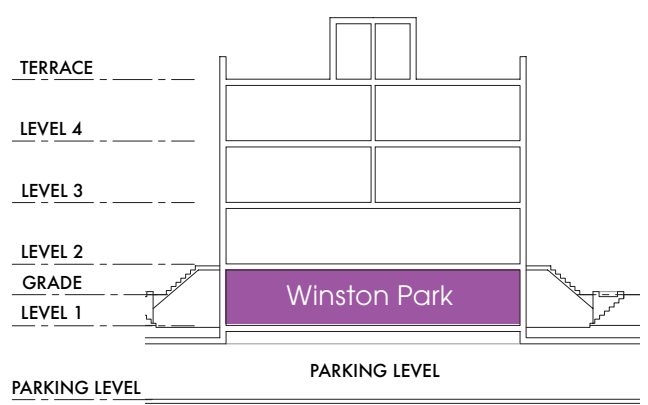 TERRACE
LEVEL 4
LEVEL 3
LEVEL 2
GRADE
Winston Park
LEVEL 1
PARKING LEVEL
PARKING LEVEL